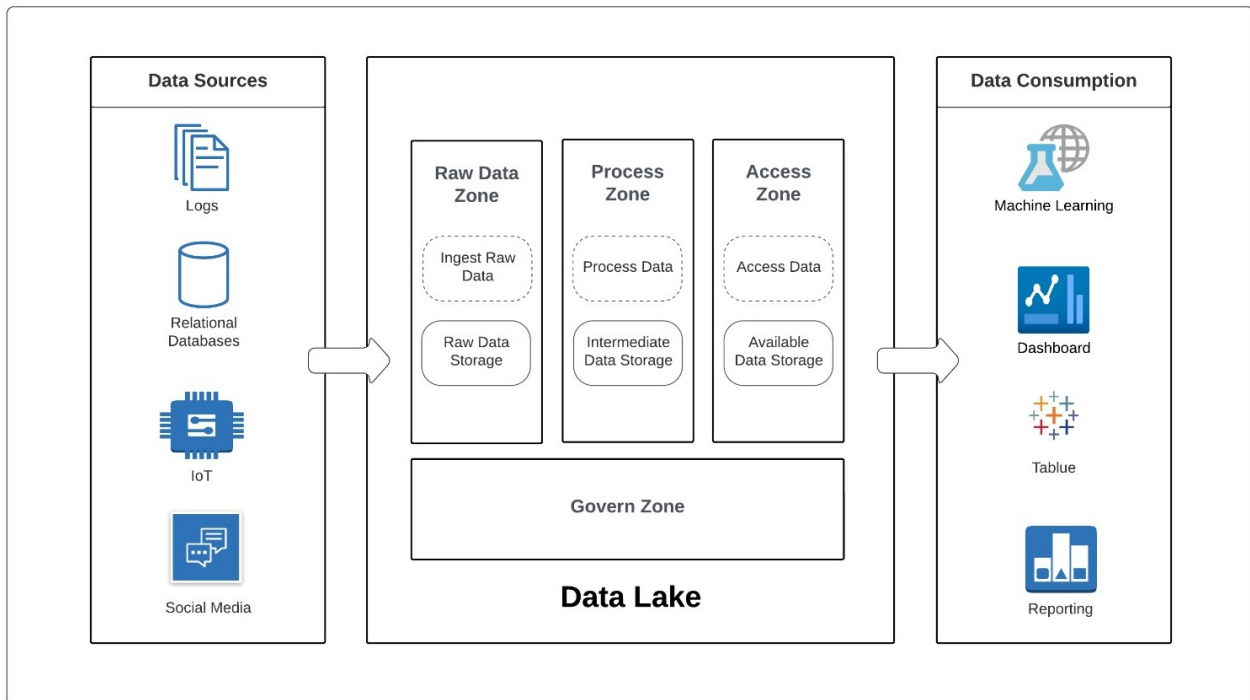 Data Sources
Logs
Relational
Databases
IoT
Social Media
Raw Data
Zone
Ingest Raw
Data
Raw Data
Storage
Process
Zone
Process Data
Intermediate
Data Storage
Access
Zone
Access Data
Available
Data Storage
Govern Zone
Data Lake
Data Consumption
Machine Learning
Dashboard
Tablue
Reporting